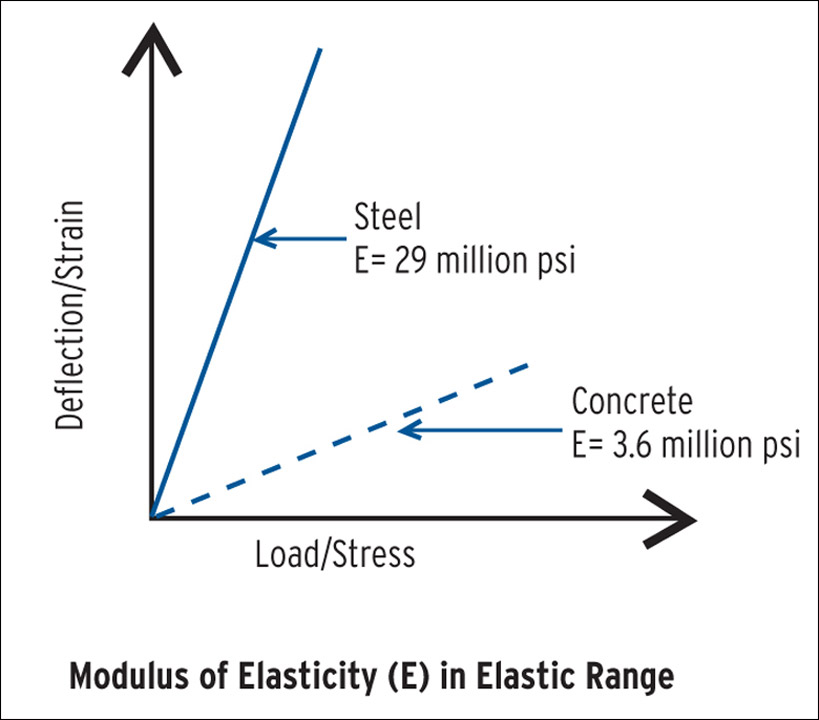 Deflection/Strain
Steel
E= 29 million psi
Concrete
E= 3.6 million psi
Load/Stress
Modulus of Elasticity (E) in Elastic Range